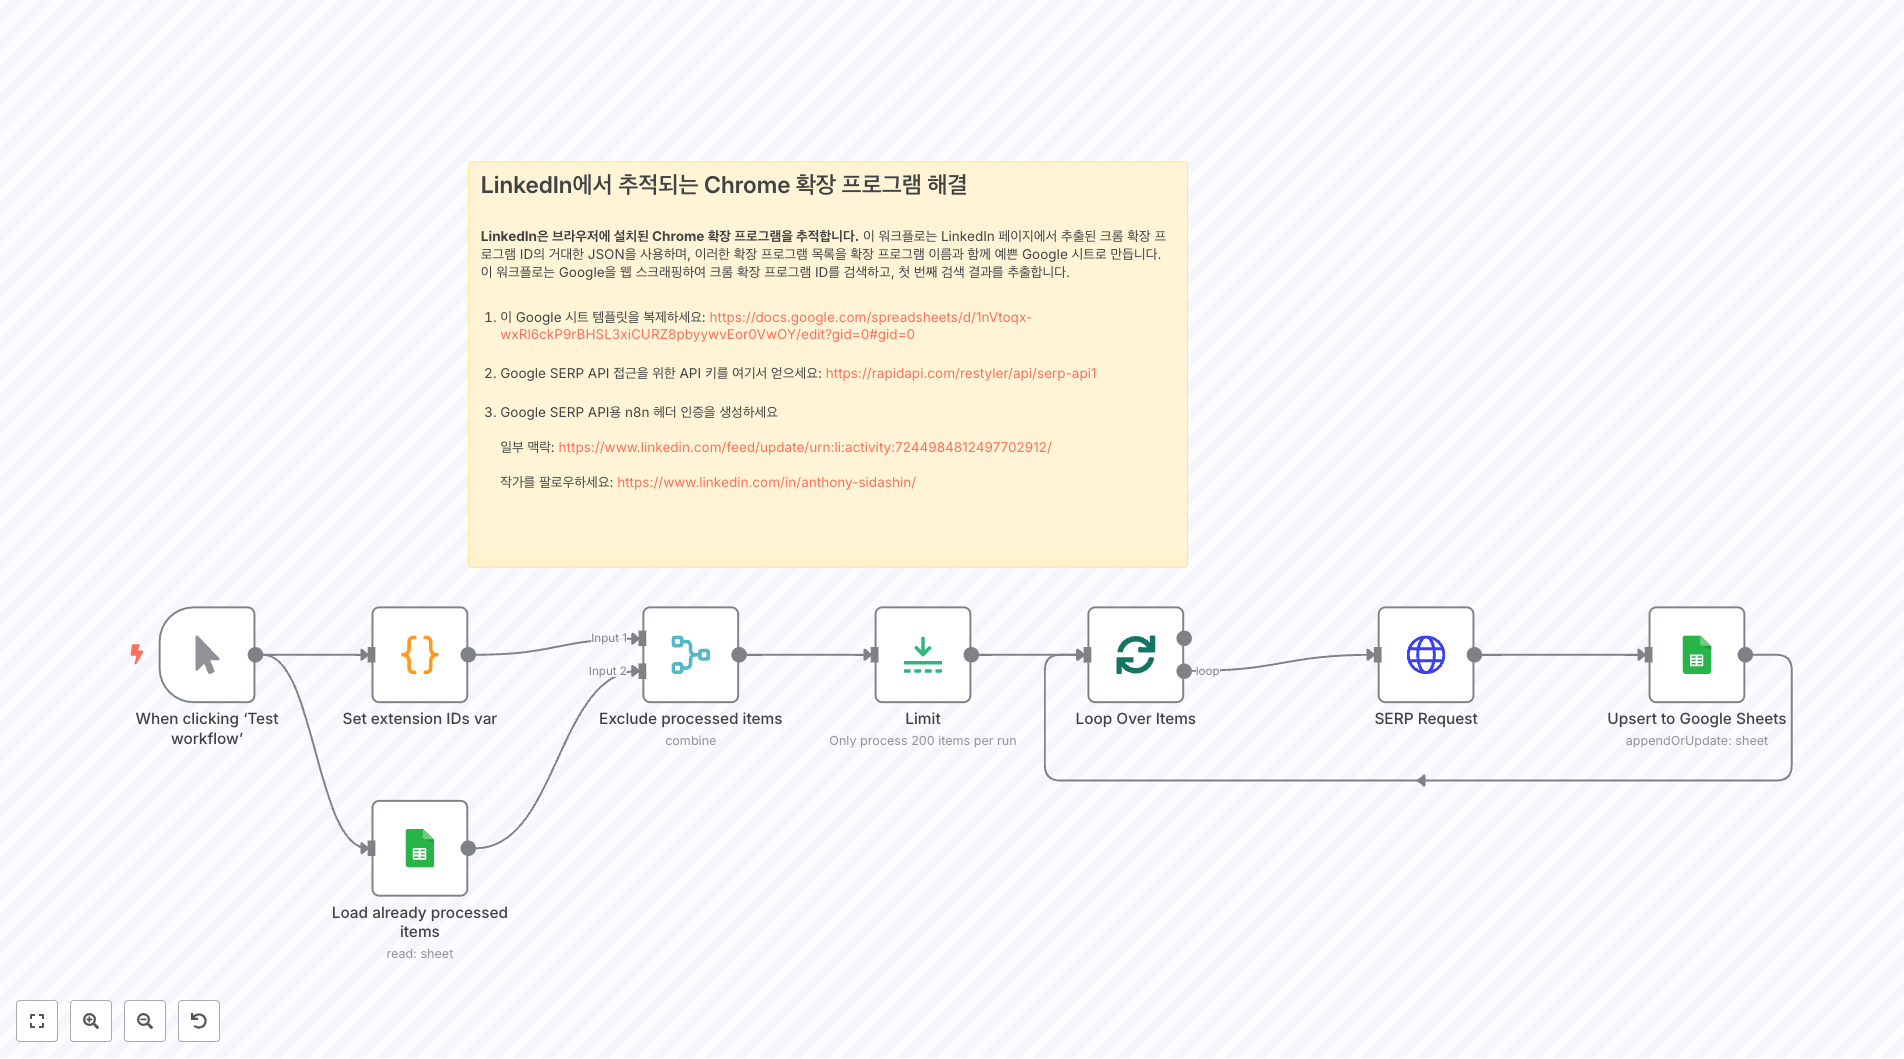 LinkedIn에서 추적되는 Chrome 확장 프로그램 해결
LinkedIn은 브라우저에 설치된 Chrome 확장 프로그램을 추적합니다. 이 워크플로는 LinkedIn 페이지에서 추출된 크롬 확장 프
로그램 ID의 거대한 JSON을 사용하며, 이러한 확장 프로그램 목록을 확장 프로그램 이름과 함께 예쁜 Google 시트로 만듭니다.
이 워크플로는 Google을 웹 스크래핑하여 크롬 확장 프로그램 ID를 검색하고, 첫 번째 검색 결과를 추출합니다.
1. 이 Google 시트 템플릿을 복제하세요: https://docs.google.com/spreadsheets/d/1nVtoqx-
wxRl6ckP9rBHSL3xiCURZ8pbyywvEor0VwOY/edit?gid=0#gid=0
2. Google SERP API 접근을 위한 API 키를 여기서 얻으세요: https://rapidapi.com/restyler/api/serp-api1
3. Google SERP API용 n8n 헤더 인증을 생성하세요
일부 맥락: https://www.linkedin.com/feed/update/urn:li:activity:7244984812497702912/
작가를 팔로우하세요: https://www.linkedin.com/in/anthony-sidashin/
Input 1
Input 2
loop
When clicking ‘Test
workflow’
Set extension IDs var
Exclude processed items
combine
Limit
Only process 200 items per run
Loop Over Items
SERP Request
Upsert to Google Sheets
appendOrUpdate: sheet
Load already processed
items
read: sheet